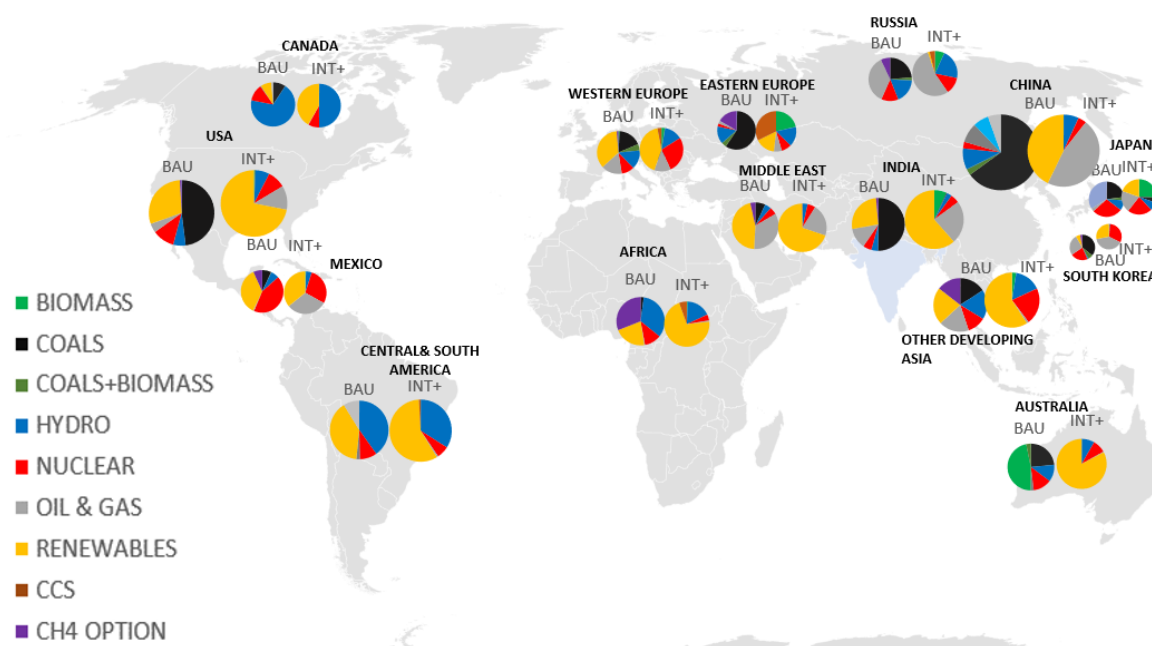 RUSSIA
BAU
INT+
CANADA
BAU
INT+
WESTERN EUROPE
BAU
INT+
EASTERN EUROPE
BAU
INT+
CHINA
BAU
INT+
USA
BAU
INT+
JAPAN
BAU
INT+
MIDDLE EAST
BAU
INT+
INDIA
BAU
INT+
BAU
INT+
MEXICO
AFRICA
BAU
INT+
BAU
INT+
SOUTH KOREA
BAU
INT+
OTHER DEVELOPING
ASIA
CENTRAL& SOUTH
AMERICA
BAU
INT+
AUSTRALIA
BAU
INT+
BIOMASS
COALS
COALS+BIOMASS
HYDRO
NUCLEAR
OIL & GAS
RENEWABLES
CCS
CH4 OPTION